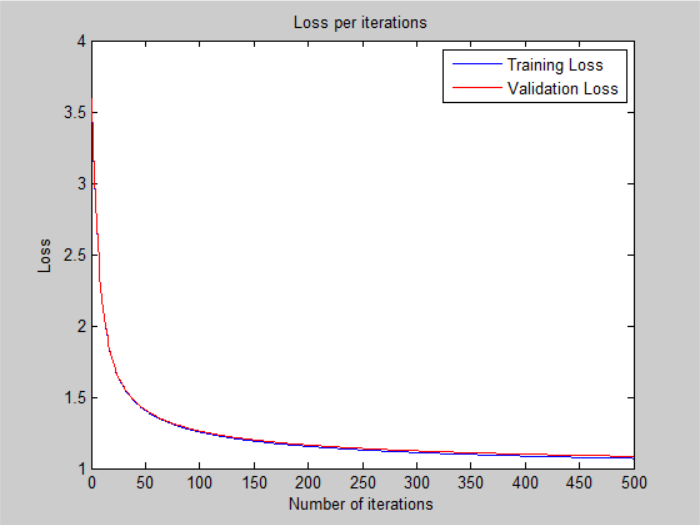 Loss per iterations
Training Loss
Validation Loss
Loss
4
3.5
3
2.5
2
1.5
1
0 50 100 150 200 250 300 350 400 450 500
Number of iterations